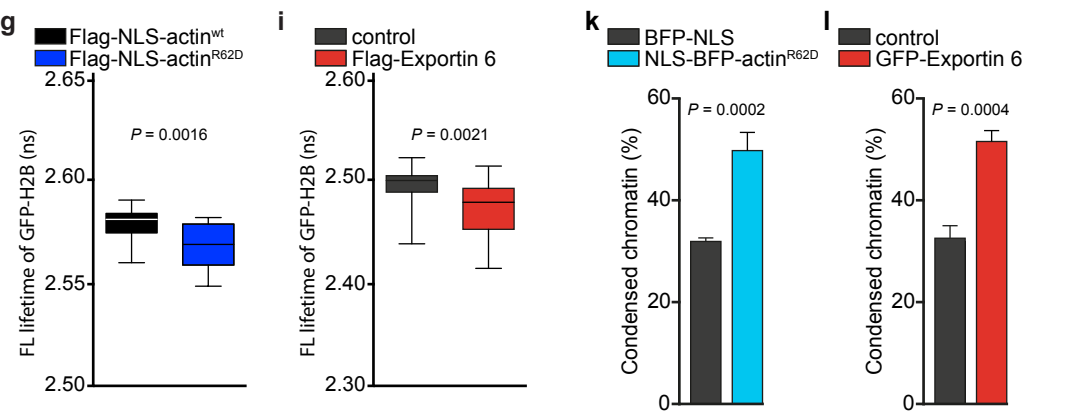 g
Flag-NLS-actinwt
Flag-NLS-actinR62D
2.65
2.60
2.55
2.50
FL lifetime of GFP-H2B (ns)
P = 0.0016
i
control
Flag-Exportin 6
2.60
2.50
2.40
2.30
FL lifetime of GFP-H2B (ns)
P = 0.0021
k
BFP-NLS
NLS-BFP-actinR62D
60
40
20
0
Condensed chromatin (%)
P = 0.0002
l
control
GFP-Exportin 6
60
40
20
0
Condensed chromatin (%)
P = 0.0004